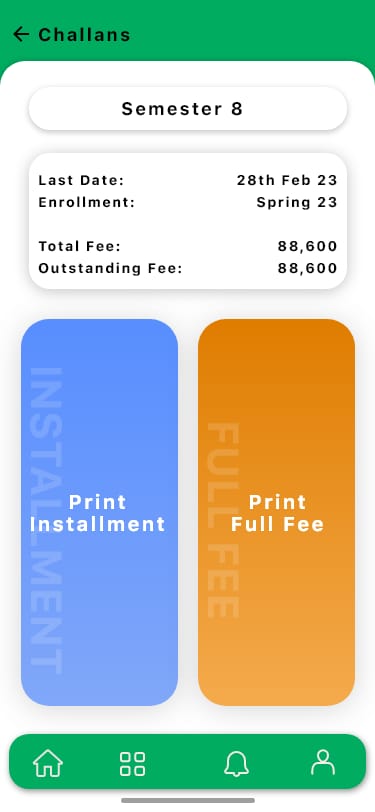 Challans
Semester 8
Last Date: 28th Feb 23
Enrollment: Spring 23
Total Fee: 88,600
Outstanding Fee: 88,600
INSTALLMENT
Print
Installment
FULL FEE
Print
Full Fee